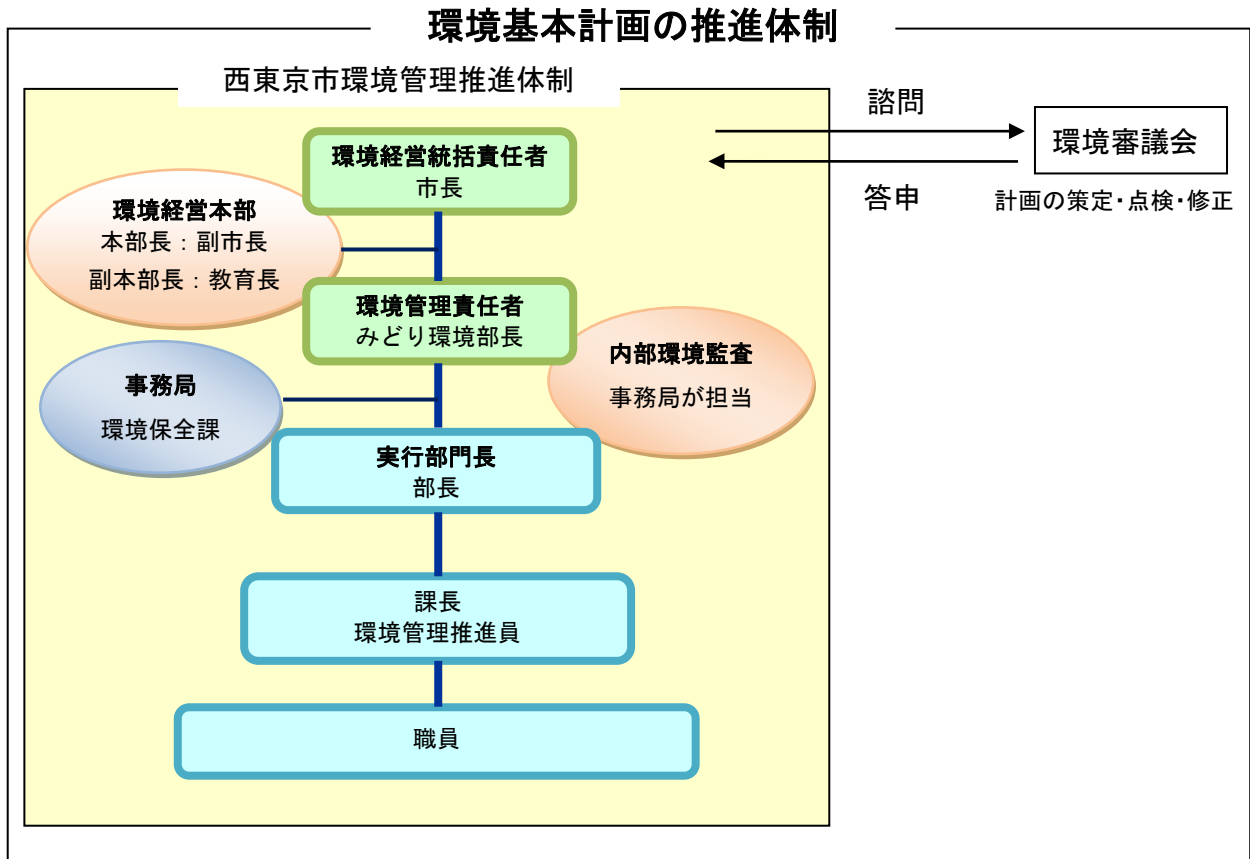 環境基本計画の推進体制
西東京市環境管理推進体制
諮問
環境審議会
答申
計画の策定・点検・修正
環境経営統括責任者
市長
環境経営本部
本部長：副市長
副本部長：教育長
環境管理責任者
みどり環境部長
内部環境監査
事務局が担当
事務局
環境保全課
実行部門長
部長
課長
環境管理推進員
職員